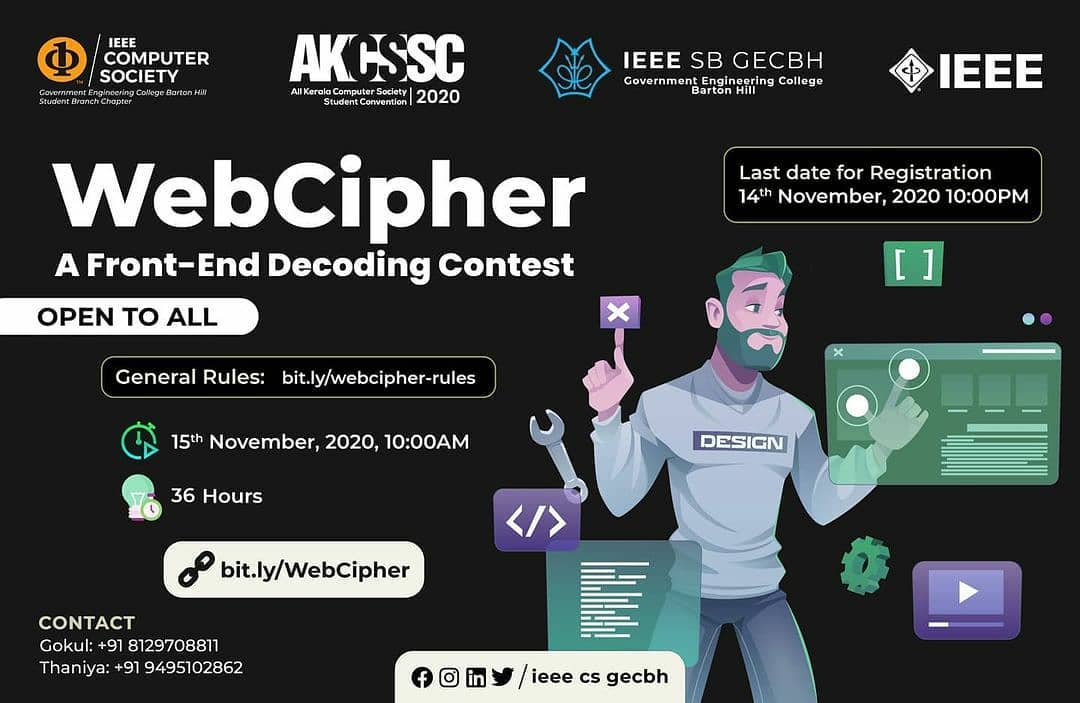 IEEE
COMPUTER
SOCIETY
Government Engineering College Barton Hill
Student Branch Chapter
AKCSSC
All Kerala Computer Society
Student Convention | 2020
IEEE SB GECBH
Government Engineering College
Barton Hill
IEEE
WebCipher
A Front-End Decoding Contest
OPEN TO ALL
Last date for Registration
14th November, 2020 10:00PM
General Rules: bit.ly/webcipher-rules
15th November, 2020, 10:00AM
36 Hours
bit.ly/WebCipher
CONTACT
Gokul: +91 8129708811
Thaniya: +91 9495102862
[ ]
DESIGN
</>
/ieee cs gecbh